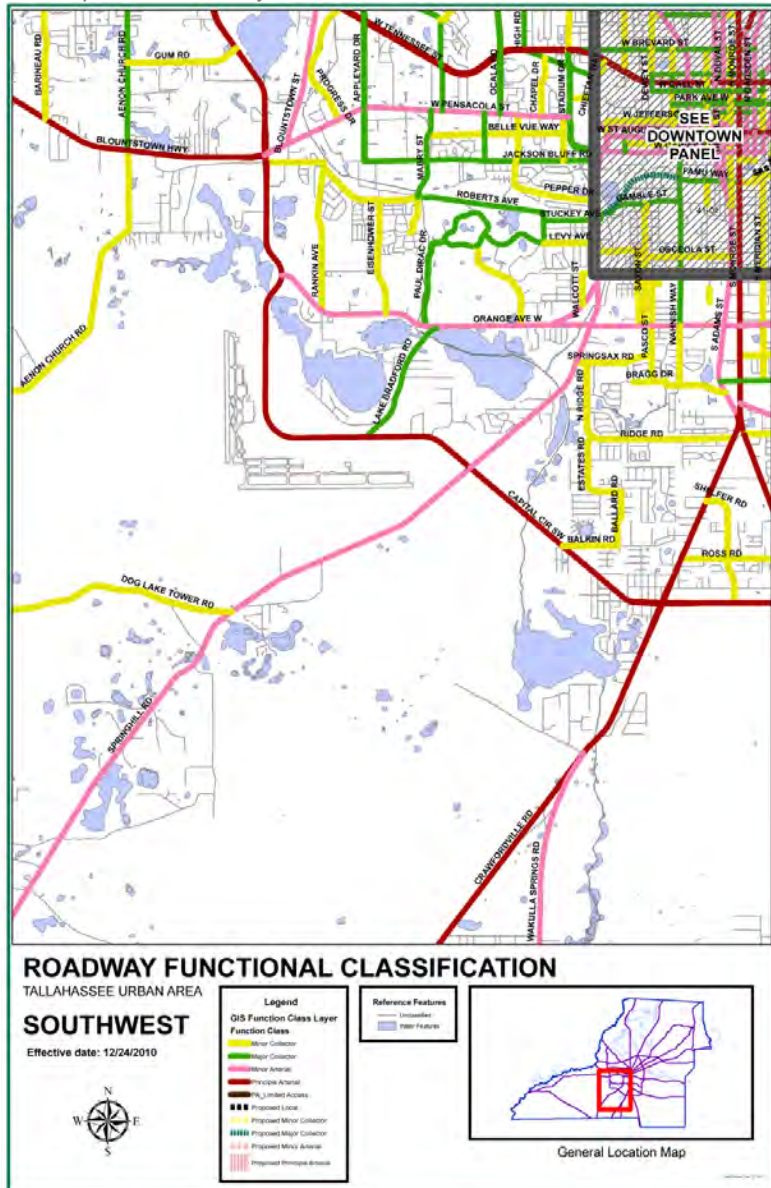 BARINEAU RD
AENON CHURCH RD
GUM RD
BLOUNTSTOWN ST
PROGRESS DR
APPLEYARD DR
W TENNESSEE ST
OCALA RD
HIGH RD
CHAPEL DR
STADIUM DR
W BREVARD ST
DEWEY ST
PARK AVE W
W PENSACOLA ST
BELLE VUE WAY
SEE
DOWNTOWN
PANEL
BLOUNTSTOWN HWY
MABRY ST
JACKSON BLUFF RD
FAMU WAY
PEPPER DR
ROBERTS AVE
GAMBLE ST
STUCKEY AVE
LEVY AVE
OSCEOLA ST
RANKIN AVE
EISENHOWER ST
PAUL DIRAC DR
WALCOTT ST
SAXON ST
S MONROE ST
MERIDIAN ST
ORANGE AVE W
PASCO ST
WAHNISH WAY
S ADAMS ST
AENON CHURCH RD
LAKE BRADFORD RD
SPRINGSAX RD
BRAGG DR
N RIDGE RD
RIDGE RD
ESTATES RD
BALLARD RD
SHELFER RD
CAPITAL CIR SW
BALKIN RD
ROSS RD
DOG LAKE TOWER RD
SPRINGHILL RD
CRAWFORDVILLE RD
WAKULLA SPRINGS RD
ROADWAY FUNCTIONAL CLASSIFICATION
TALLAHASSEE URBAN AREA
SOUTHWEST
Effective date: 12/24/2010
N
W E
S
Legend
GIS Function Class Layer
Function Class
Minor Collector
Major Collector
Minor Arterial
Principle Arterial
PA_Limited Access
Proposed Local
Proposed Minor Collector
Proposed Major Collector
Proposed Minor Arterial
Proposed Principle Arterial
Reference Features
Unclassified
Water Features
General Location Map